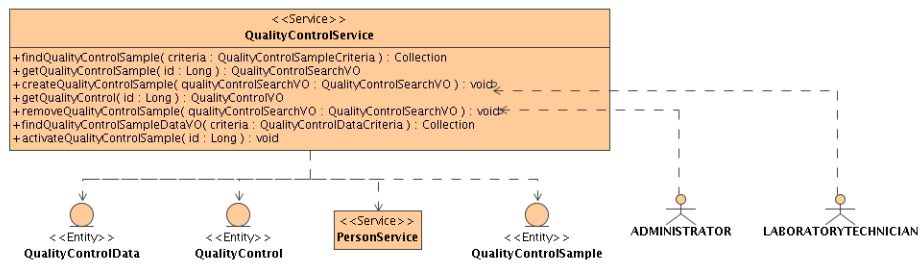 <<Service>>
QualityControlService
+findQualityControlSample( criteria : QualityControlSampleCriteria ) : Collection
+getQualityControlSample( id : Long ) : QualityControlSearchVO
+createQualityControlSample( qualityControlSearchVO : QualityControlSearchVO ) : void
+getQualityControl( id : Long ) : QualityControlVO
+removeQualityControlSample( qualityControlSearchVO : QualityControlSearchVO ) : void
+findQualityControlSampleDataVO( criteria : QualityControlDataCriteria ) : Collection
+activateQualityControlSample( id : Long ) : void
<<Entity>>
QualityControlData
<<Entity>>
QualityControl
<<Service>>
PersonService
<<Entity>>
QualityControlSample
ADMINISTRATOR
LABORATORYTECHNICIAN